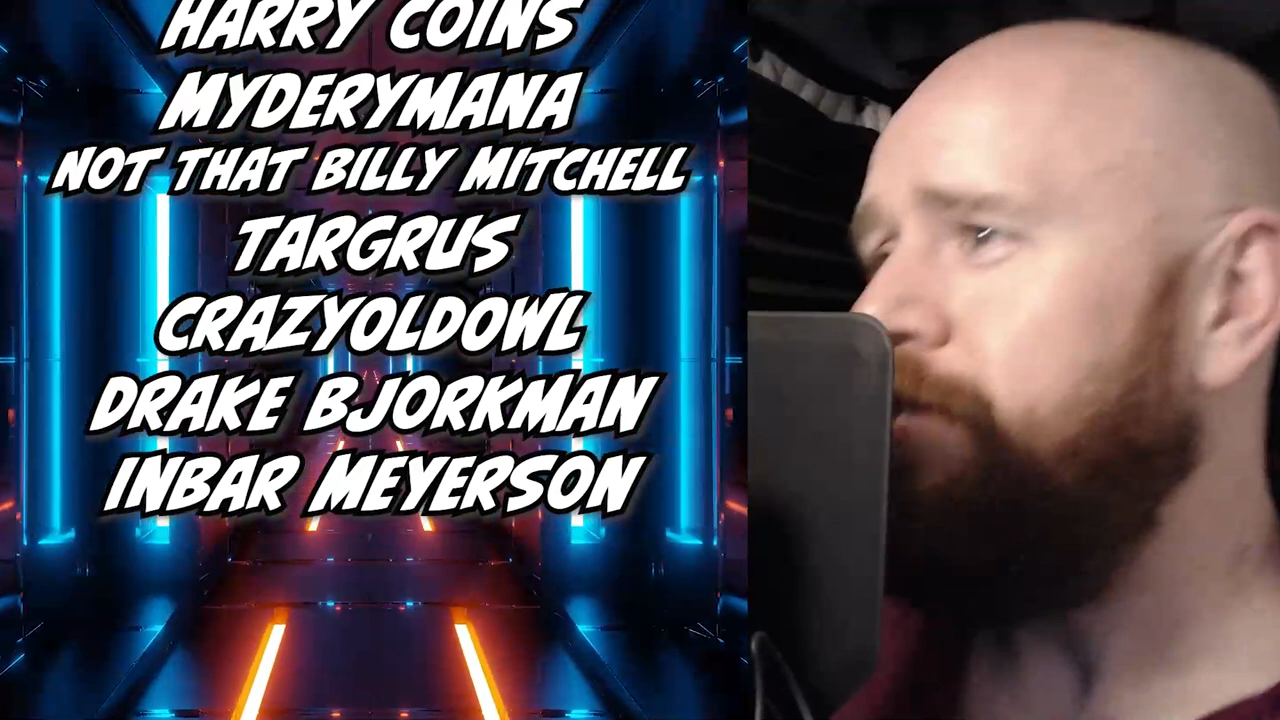 HARRY COINS
MYDERYMANA
NOT THAT BILLY MITCHELL
TARGRUS
CRAZYOLDOWL
DRAKE BJORKMAN
INBAR MEYERSON